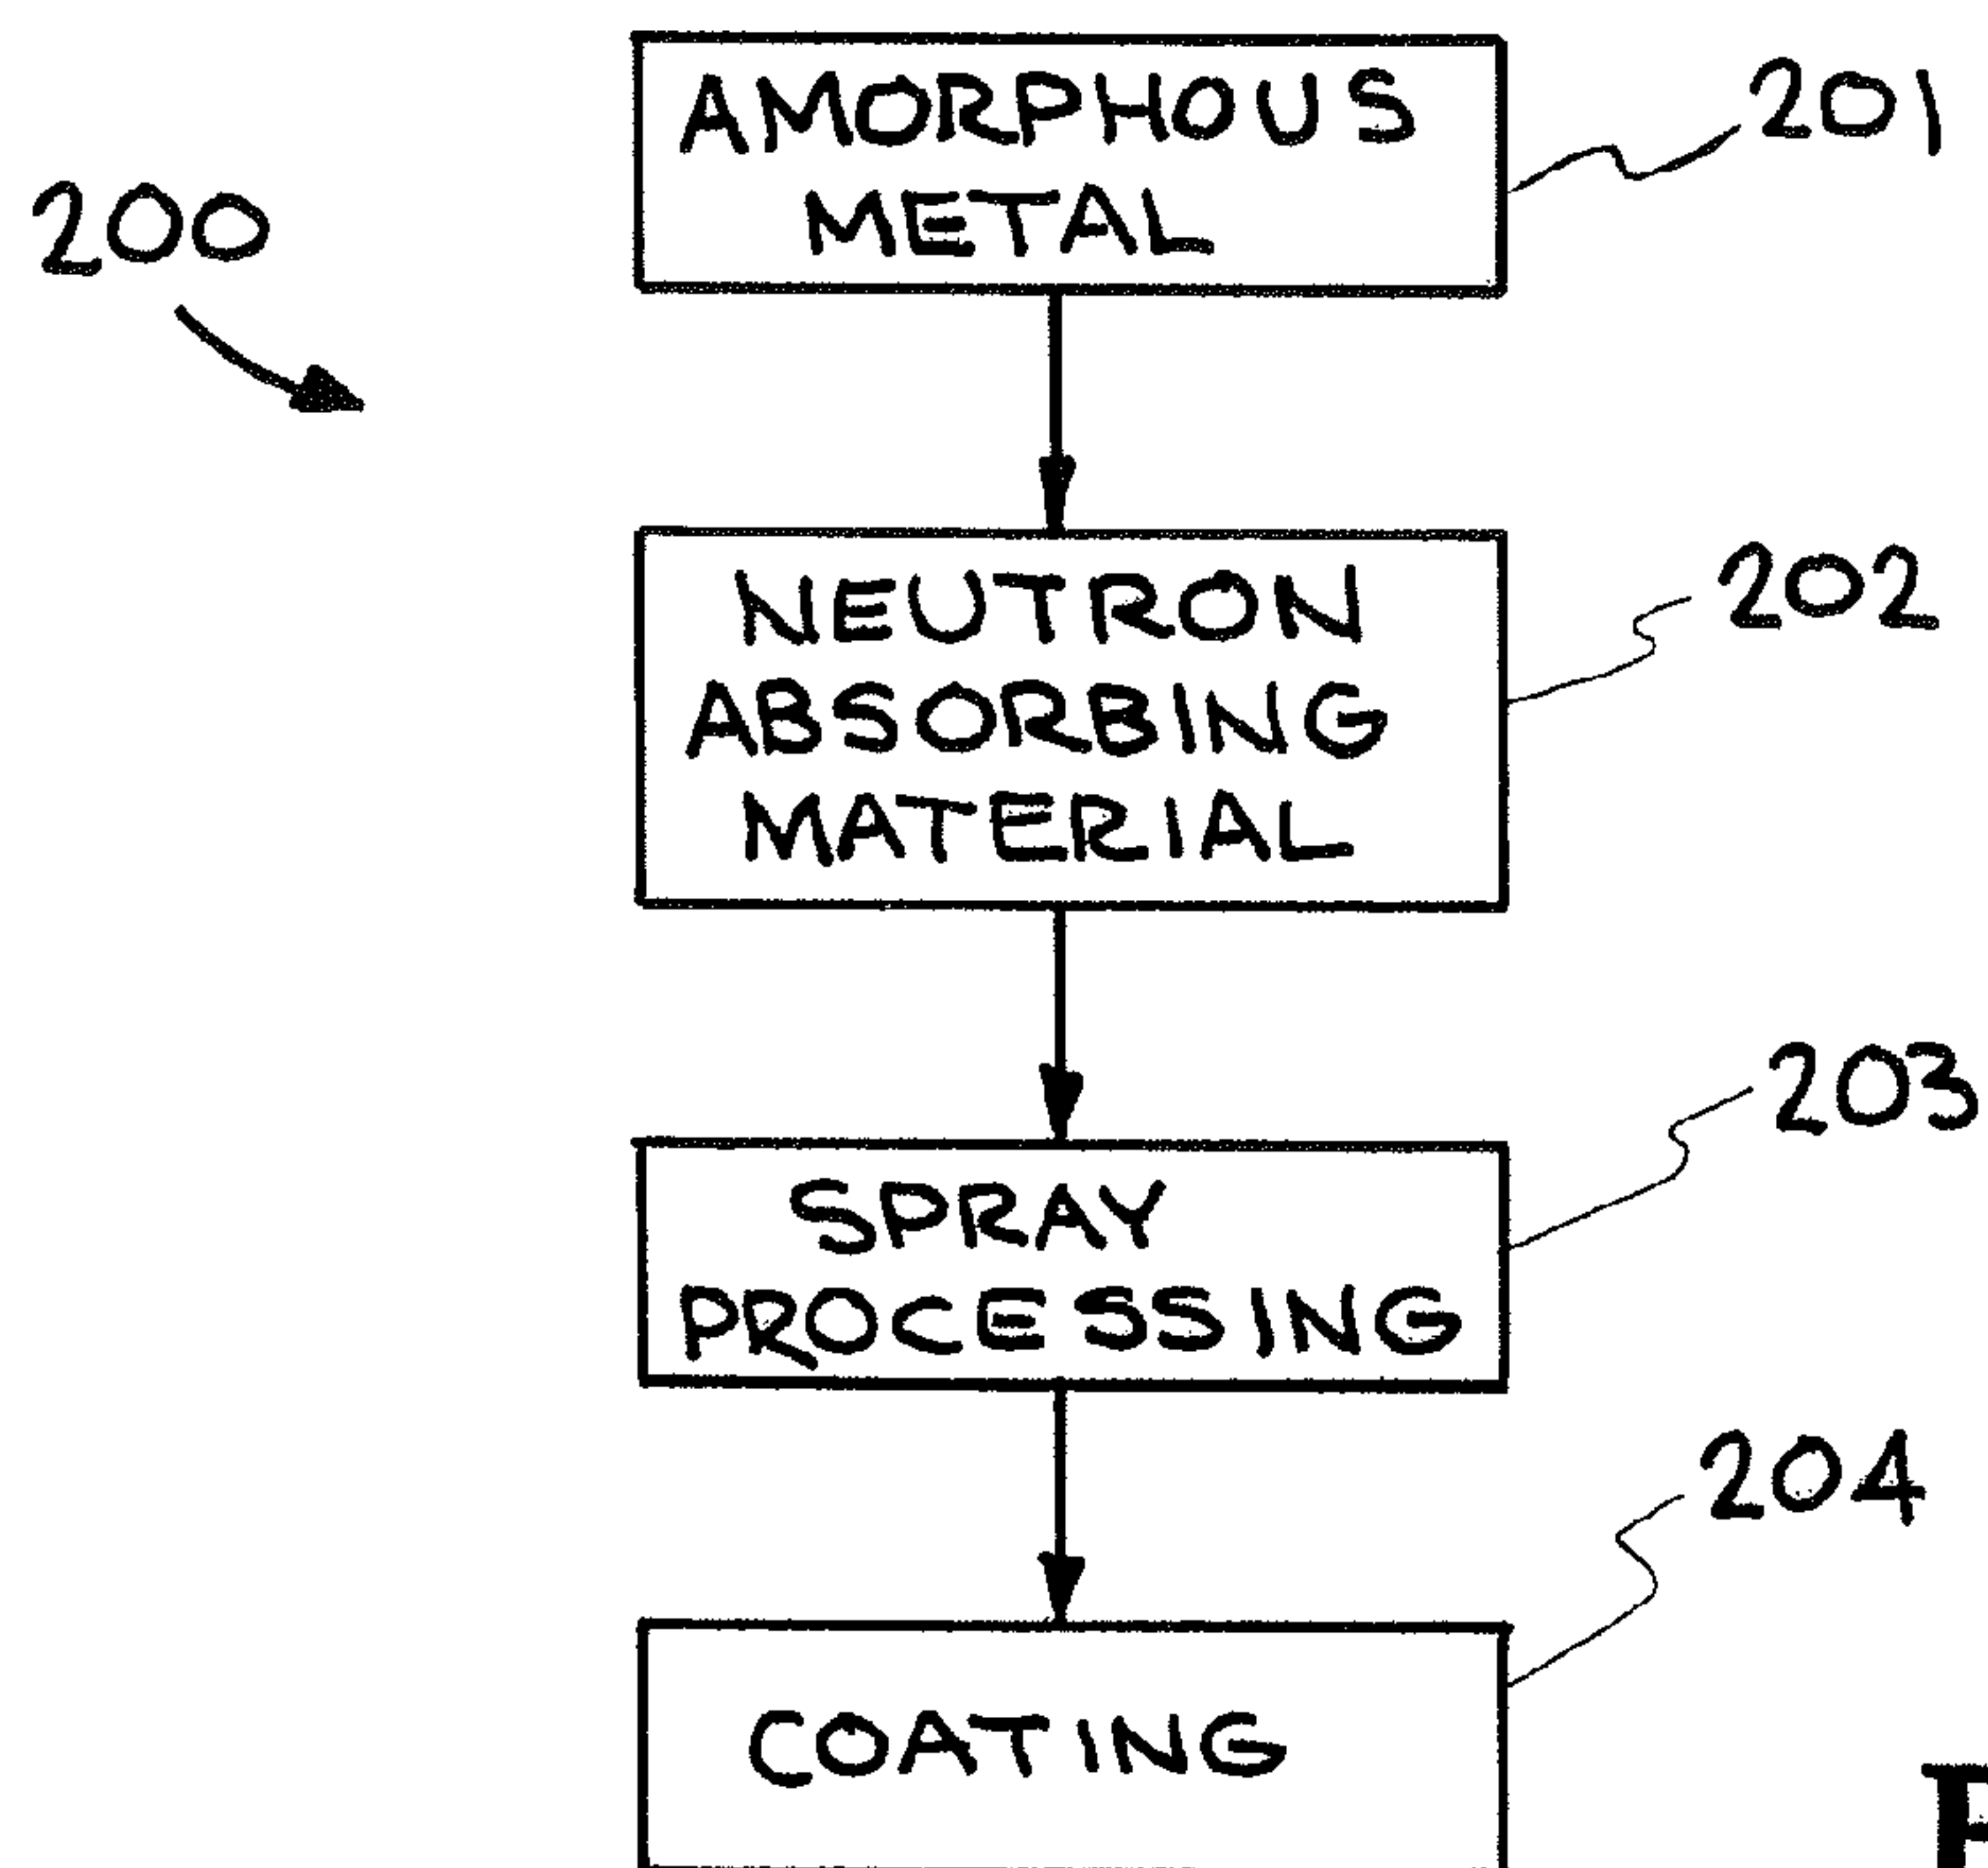 AMORPHOUS
METAL
201
200
NEUTRON
ABSORBING
MATERIAL
202
SPRAY
PROCESSING
203
COATING
204